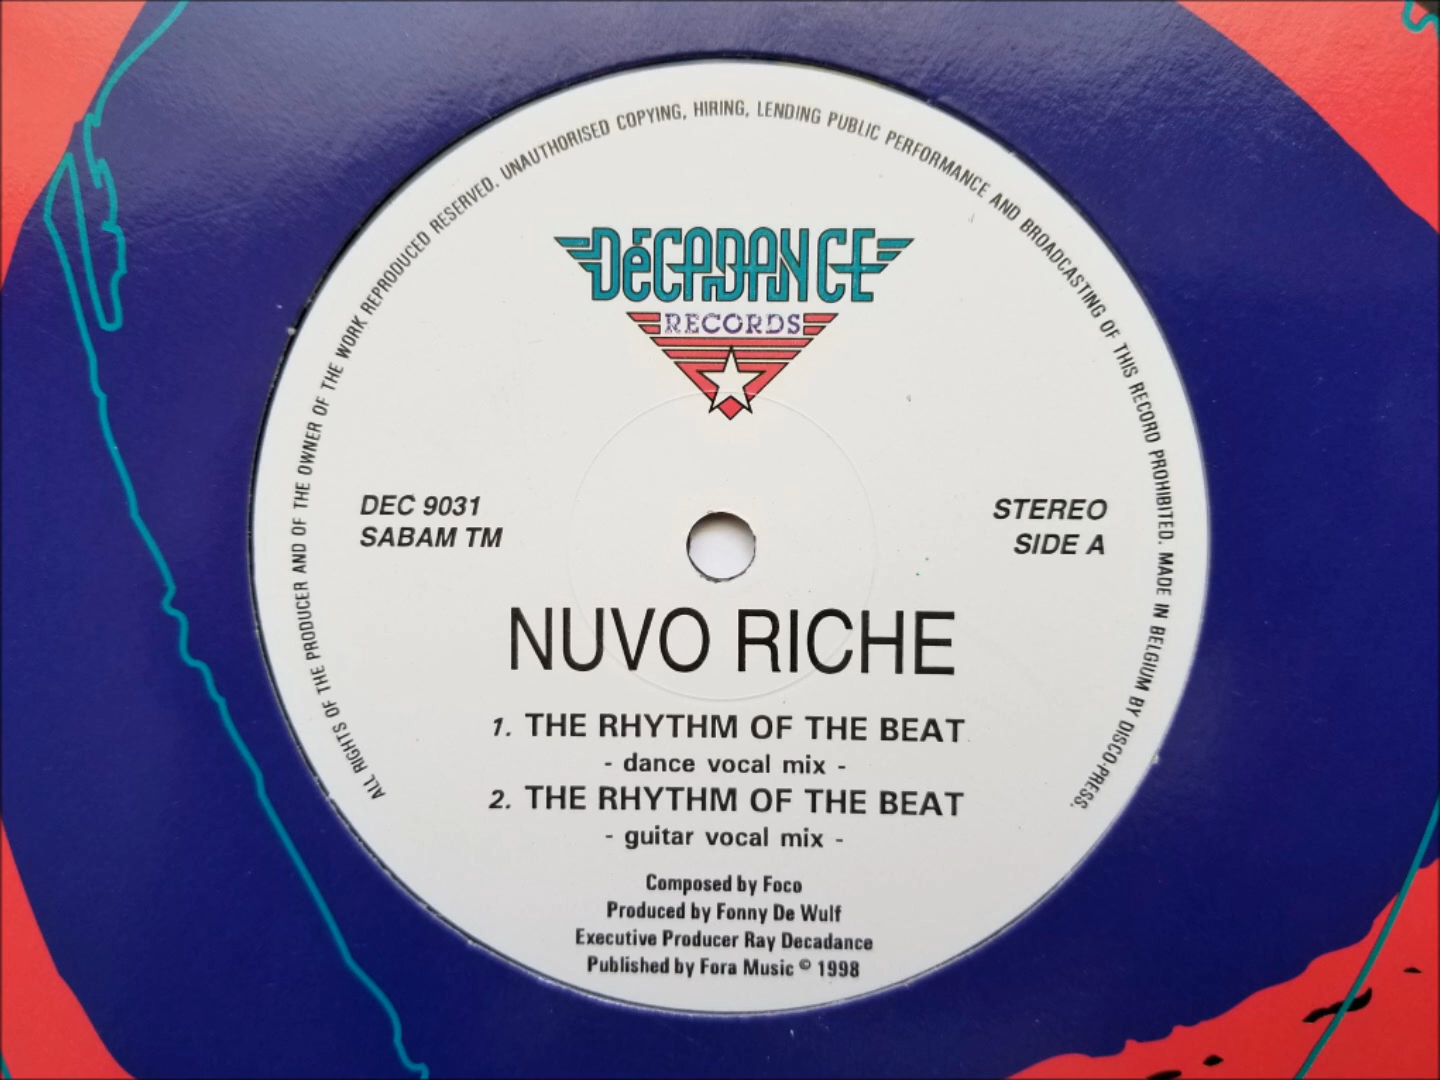 ALL RIGHTS OF THE PRODUCER AND OF THE OWNER OF THE WORK REPRODUCED RESERVED. UNAUTHORISED COPYING, HIRING, LENDING PUBLIC PERFORMANCE AND BROADCASTING OF THIS RECORD PROHIBITED. MADE IN BELGIUM BY DISCO-PRESS.
DéCADANCE
RECORDS
DEC 9031
SABAM TM
STEREO
SIDE A
NUVO RICHE
1. THE RHYTHM OF THE BEAT
- dance vocal mix -
2. THE RHYTHM OF THE BEAT
- guitar vocal mix -
Composed by Foco
Produced by Fonny De Wulf
Executive Producer Ray Decadance
Published by Fora Music © 1998